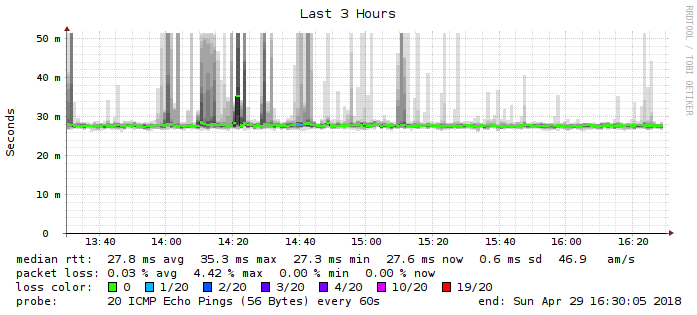 Last 3 Hours
RRDTOOL / TOBI OETIKER
Seconds
50 m
40 m
30 m
20 m
10 m
0
13:40 14:00 14:20 14:40 15:00 15:20 15:40 16:00 16:20
median rtt: 27.8 ms avg 35.3 ms max 27.3 ms min 27.6 ms now 0.6 ms sd 46.9 am/s
packet loss: 0.03 % avg 4.42 % max 0.00 % min 0.00 % now
loss color: 0 1/20 2/20 3/20 4/20 10/20 19/20
probe: 20 ICMP Echo Pings (56 Bytes) every 60s end: Sun Apr 29 16:30:05 2018